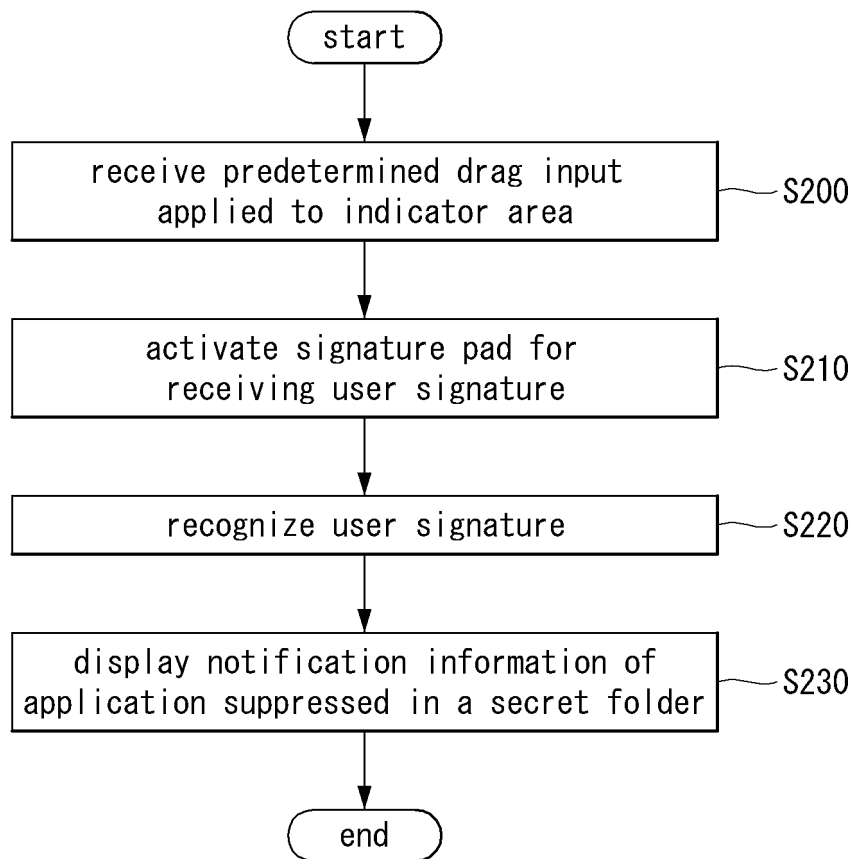 start
receive predetermined drag input
applied to indicator area
S200
activate signature pad for
receiving user signature
S210
recognize user signature
S220
display notification information of
application suppressed in a secret folder
S230
end